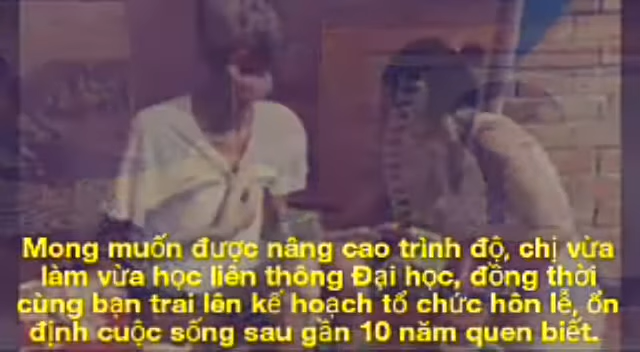 Mong muốn được nâng cao trình độ, chị vừa
làm vừa học liên thông Đại học, đồng thời
cùng bạn trai lên kế hoạch tổ chức hôn lễ, ổn
định cuộc sống sau gần 10 năm quen biết.